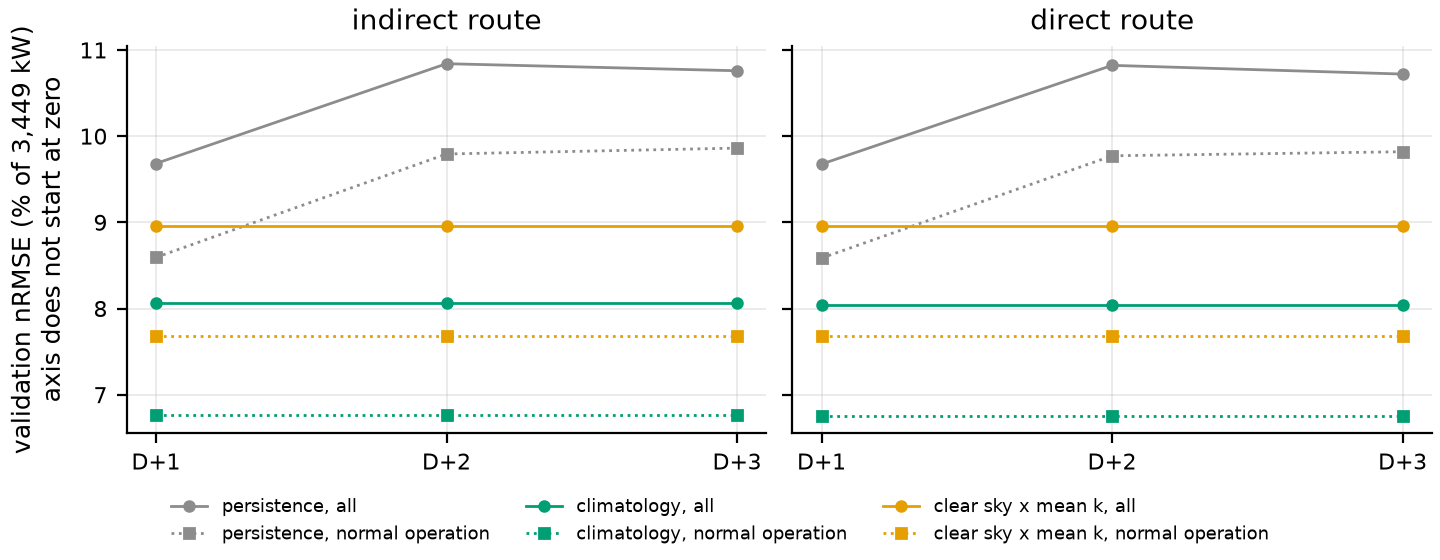 indirect route
direct route
validation nRMSE (% of 3,449 kW)
axis does not start at zero
11
10
9
8
7
D+1
D+2
D+3
D+1
D+2
D+3
persistence, all
climatology, all
clear sky x mean k, all
persistence, normal operation
climatology, normal operation
clear sky x mean k, normal operation